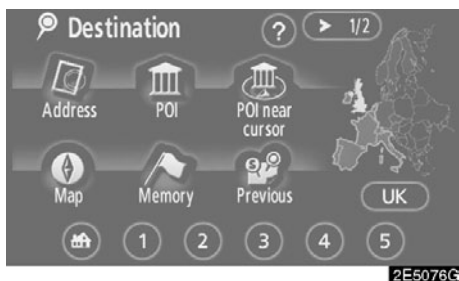 Destination
?
> 1/2
Address
POI
POI near
cursor
Map
Memory
Previous
UK
1
2
3
4
5
2E5076G